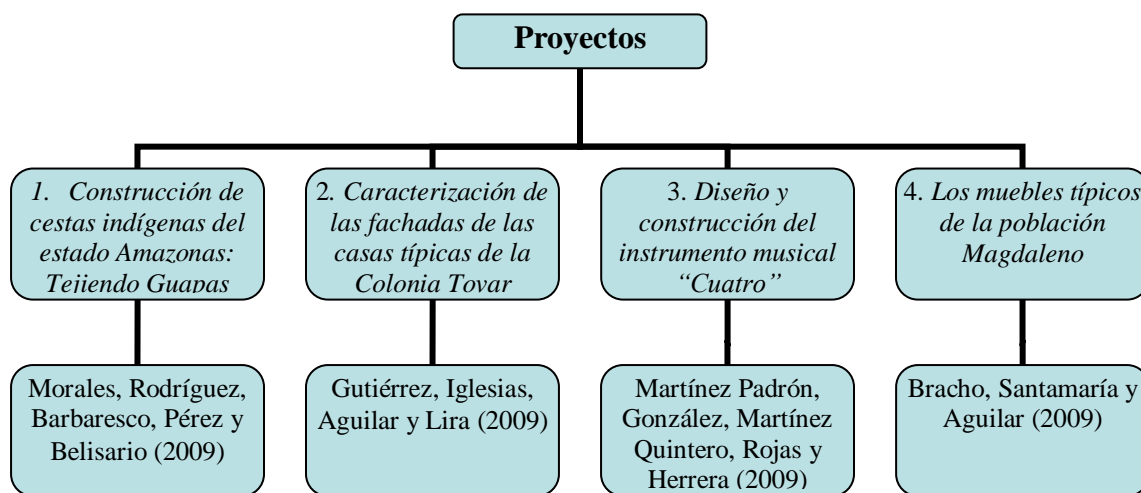 Proyectos
1. Construcción de
cestas indígenas del
estado Amazonas:
Tejiendo Guapas
2. Caracterización de
las fachadas de las
casas típicas de la
Colonia Tovar
3. Diseño y
construcción del
instrumento musical
“Cuatro”
4. Los muebles típicos
de la población
Magdaleno
Morales, Rodríguez,
Barbaresco, Pérez y
Belisario (2009)
Gutiérrez, Iglesias,
Aguilar y Lira (2009)
Martínez Padrón,
González, Martínez
Quintero, Rojas y
Herrera (2009)
Bracho, Santamaría y
Aguilar (2009)